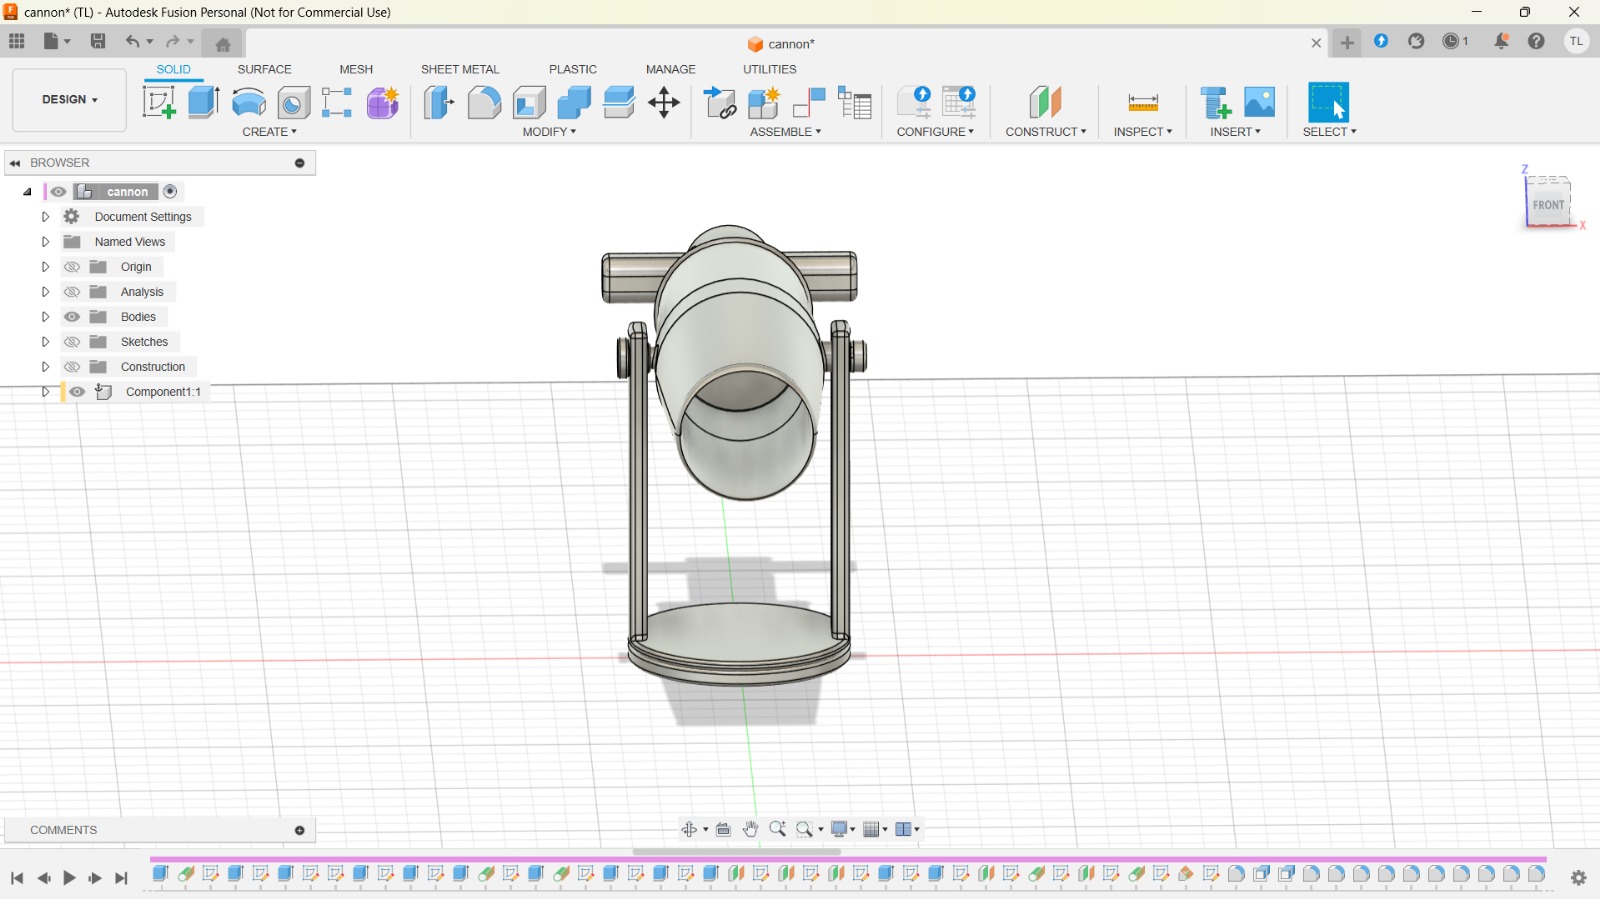 cannon* (TL) - Autodesk Fusion Personal (Not for Commercial Use)
cannon*
1
TL
DESIGN
SOLID
SURFACE
MESH
SHEET METAL
PLASTIC
MANAGE
UTILITIES
CREATE
MODIFY
ASSEMBLE
CONFIGURE
CONSTRUCT
INSPECT
INSERT
SELECT
BROWSER
cannon
Document Settings
Named Views
Origin
Analysis
Bodies
Sketches
Construction
Component1:1
Z
FRONT
X
COMMENTS